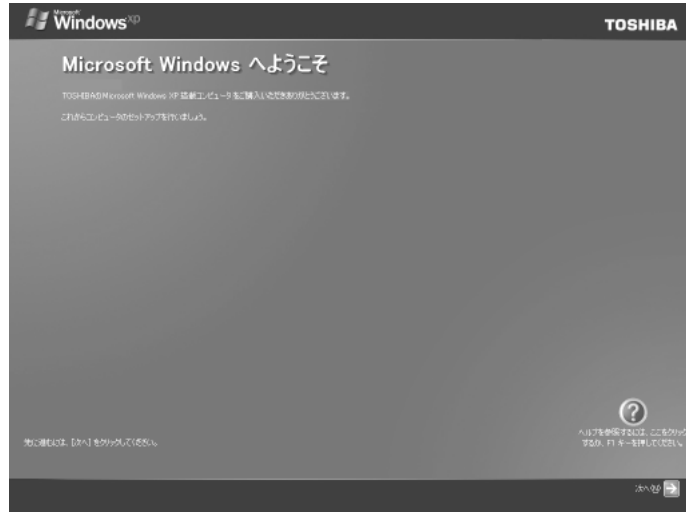 Microsoft
Windows xp
TOSHIBA
Microsoft Windows へようこそ
TOSHIBAのMicrosoft Windows XP 搭載コンピュータをご購入いただきありがとうございます。
これからコンピュータのセットアップを行いましょう。
先に進むには、[次へ] をクリックしてください。
ヘルプを参照するには、ここをクリック
するか、F1 キーを押してください。
次へ(N)